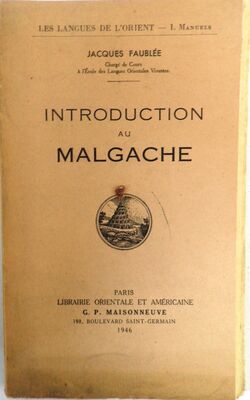 LES LANGUES DE L'ORIENT — I. MANUELS
JACQUES FAUBLÉE
Chargé de Cours
à l'École des Langues Orientales Vivantes.
INTRODUCTION
AU
MALGACHE
PARIS
LIBRAIRIE ORIENTALE ET AMÉRICAINE
G. P. MAISONNEUVE
198, BOULEVARD SAINT-GERMAIN
1946